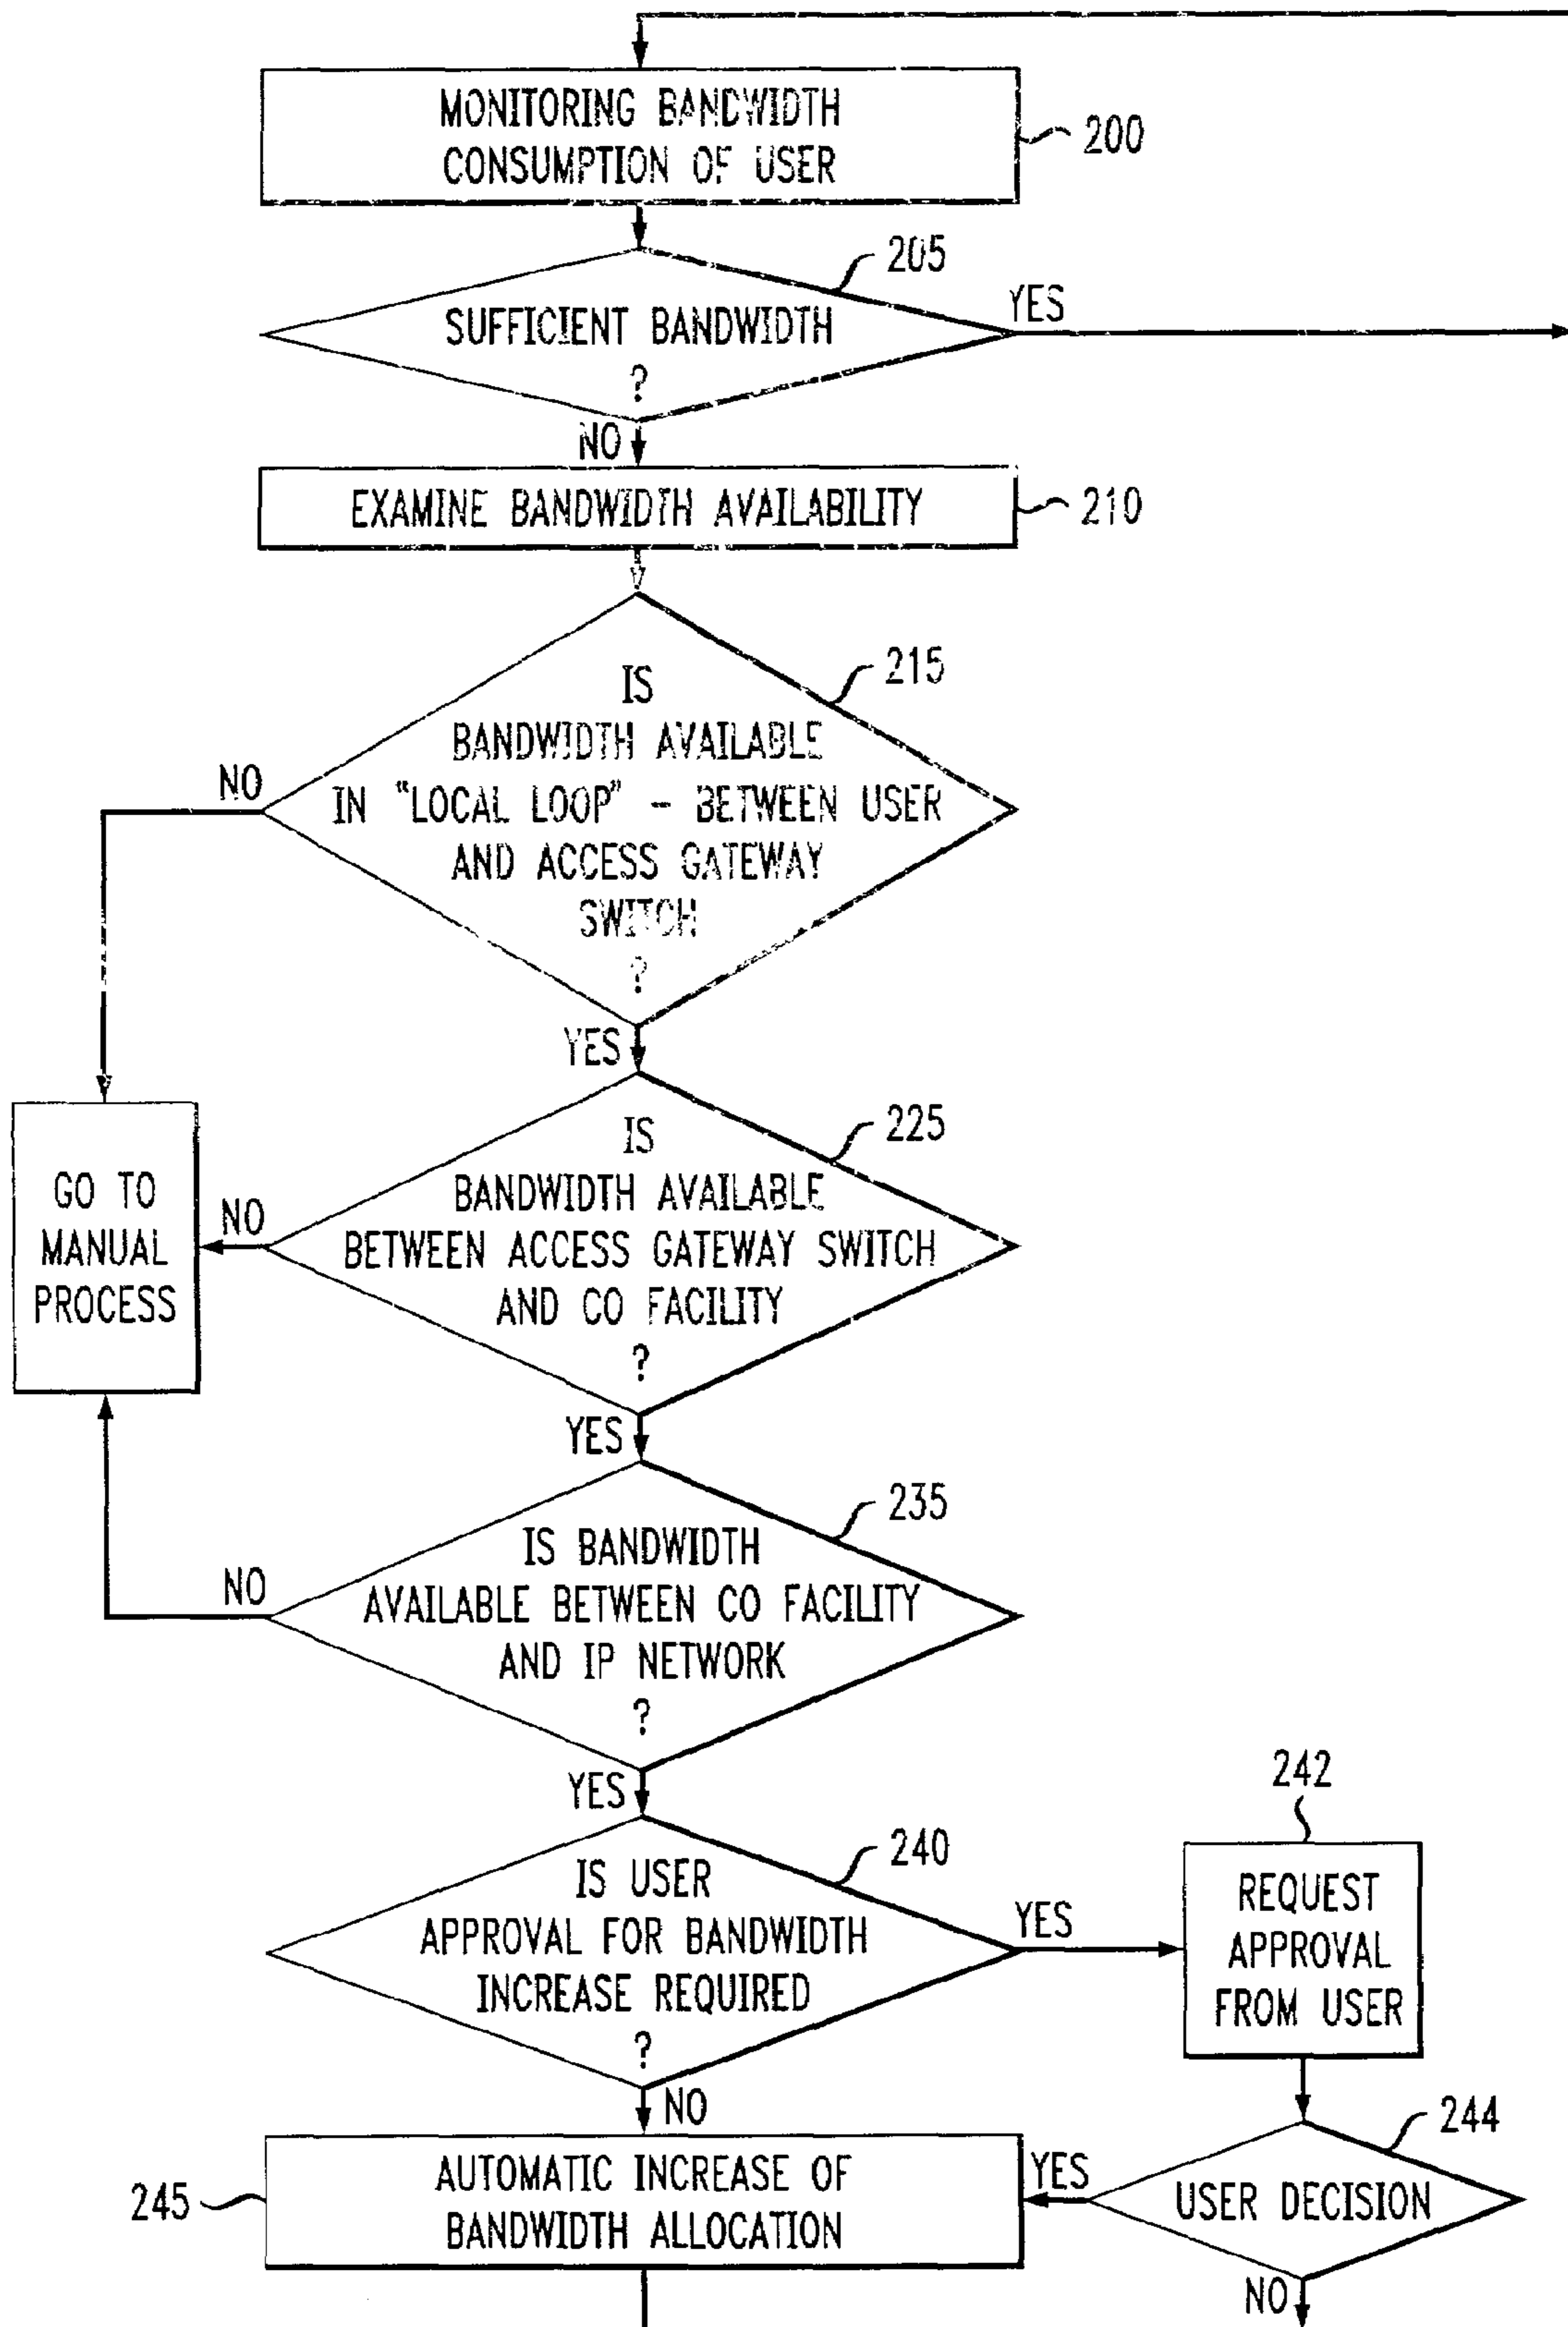 MONITORING BANDWIDTH
CONSUMPTION OF USER
200
205
SUFFICIENT BANDWIDTH
?
YES
NO
EXAMINE BANDWIDTH AVAILABILITY
210
215
IS
BANDWIDTH AVAILABLE
IN "LOCAL LOOP" - BETWEEN USER
AND ACCESS GATEWAY
SWITCH
?
NO
YES
GO TO
MANUAL
PROCESS
225
IS
BANDWIDTH AVAILABLE
BETWEEN ACCESS GATEWAY SWITCH
AND CO FACILITY
?
NO
YES
235
IS BANDWIDTH
AVAILABLE BETWEEN CO FACILITY
AND IP NETWORK
?
NO
YES
240
IS USER
APPROVAL FOR BANDWIDTH
INCREASE REQUIRED
?
YES
NO
242
REQUEST
APPROVAL
FROM USER
244
USER DECISION
YES
NO
245
AUTOMATIC INCREASE OF
BANDWIDTH ALLOCATION